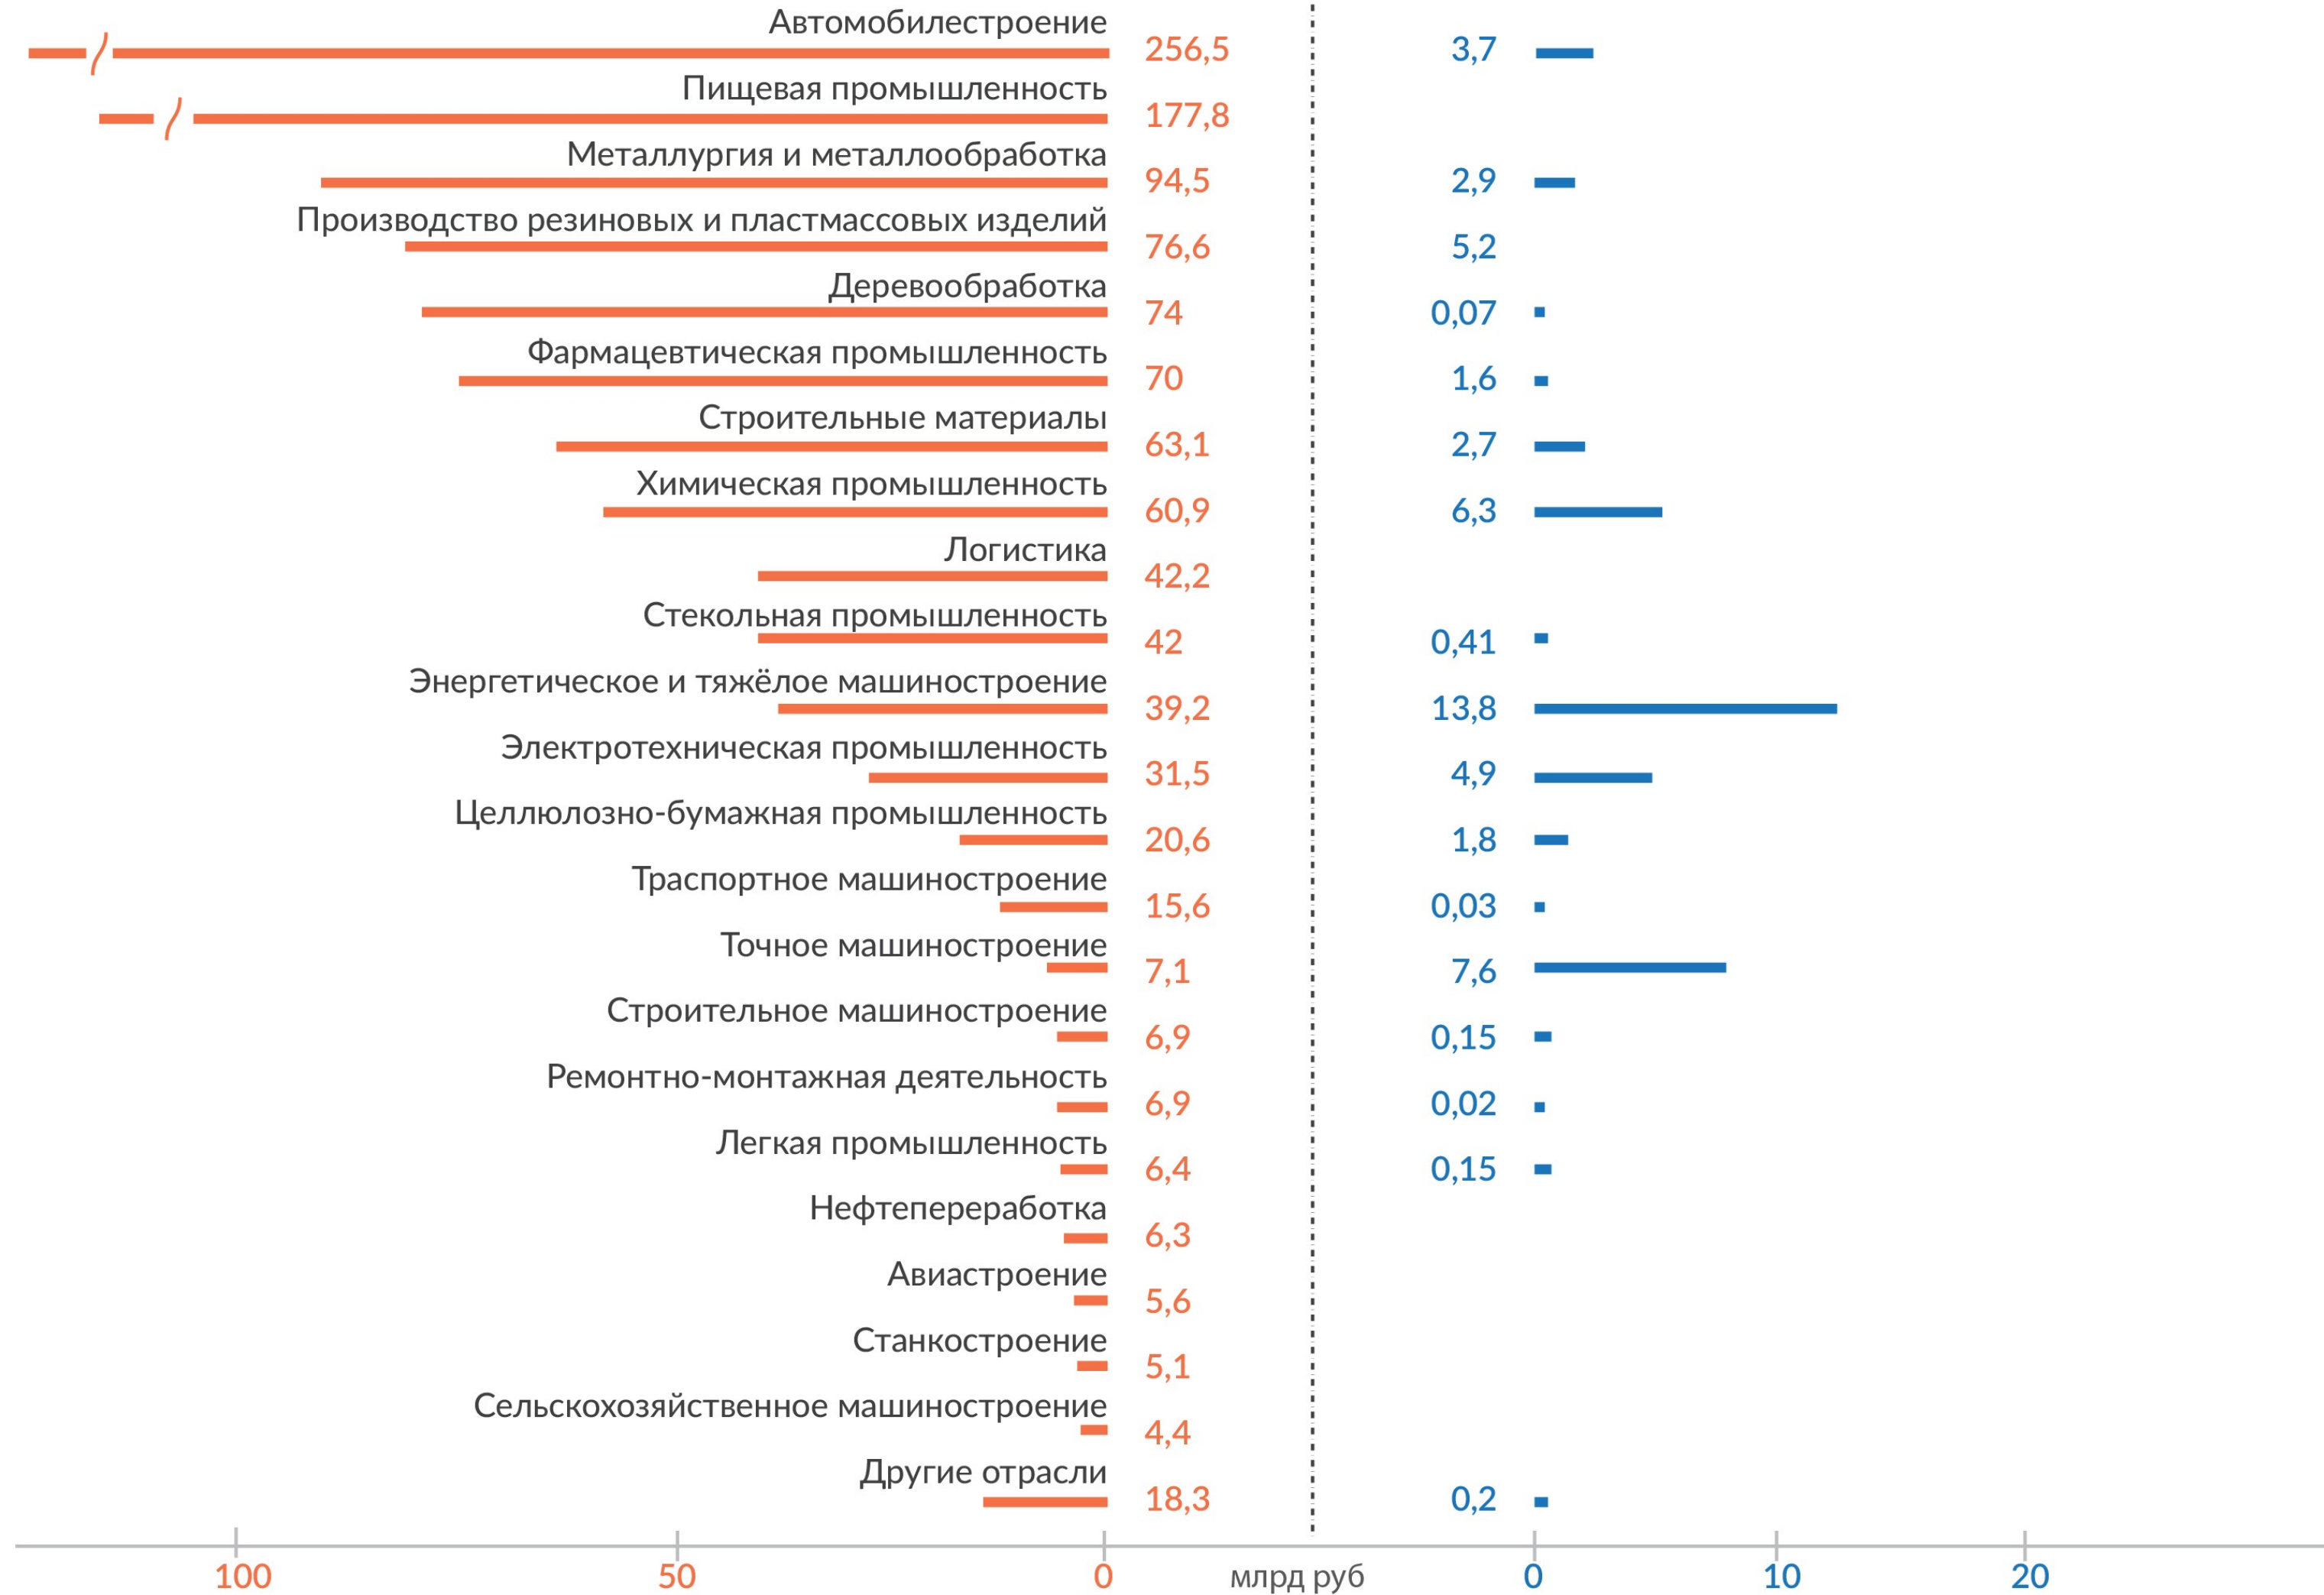 Автомобилестроение
256,5 3,7
Пищевая промышленность
177,8
Металлургия и металлообработка
94,5 2,9
Производство резиновых и пластмассовых изделий
76,6 5,2
Деревообработка
74 0,07
Фармацевтическая промышленность
70 1,6
Строительные материалы
63,1 2,7
Химическая промышленность
60,9 6,3
Логистика
42,2
Стекольная промышленность
42 0,41
Энергетическое и тяжёлое машиностроение
39,2 13,8
Электротехническая промышленность
31,5 4,9
Целлюлозно-бумажная промышленность
20,6 1,8
Траспортное машиностроение
15,6 0,03
Точное машиностроение
7,1 7,6
Строительное машиностроение
6,9 0,15
Ремонтно-монтажная деятельность
6,9 0,02
Легкая промышленность
6,4 0,15
Нефтепереработка
6,3
Авиастроение
5,6
Станкостроение
5,1
Сельскохозяйственное машиностроение
4,4
Другие отрасли
18,3 0,2
100 50 0 млрд руб 0 10 20